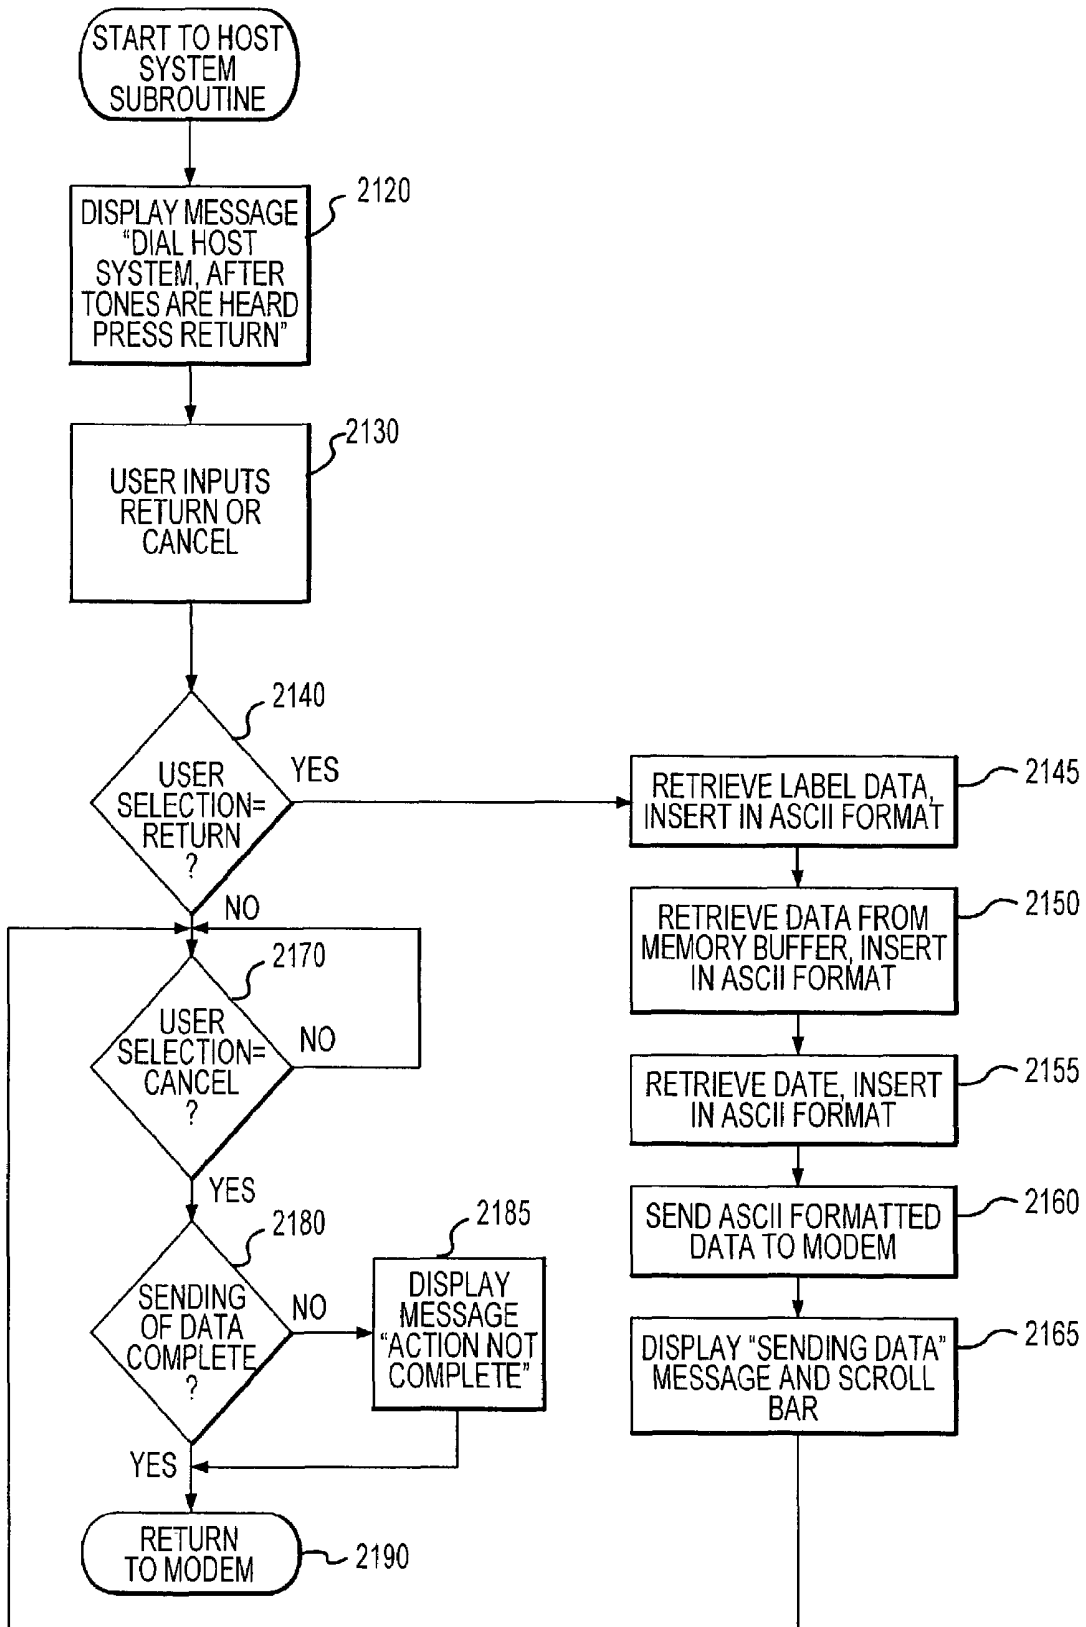 START TO HOST
SYSTEM
SUBROUTINE
2120
DISPLAY MESSAGE
"DIAL HOST
SYSTEM, AFTER
TONES ARE HEARD
PRESS RETURN"
2130
USER INPUTS
RETURN OR
CANCEL
2140
USER
SELECTION=
RETURN
?
YES
NO
2145
RETRIEVE LABEL DATA,
INSERT IN ASCII FORMAT
2150
RETRIEVE DATA FROM
MEMORY BUFFER, INSERT
IN ASCII FORMAT
2155
RETRIEVE DATE, INSERT
IN ASCII FORMAT
2160
SEND ASCII FORMATTED
DATA TO MODEM
2165
DISPLAY "SENDING DATA"
MESSAGE AND SCROLL
BAR
2170
USER
SELECTION=
CANCEL
?
NO
YES
2180
SENDING
OF DATA
COMPLETE
?
NO
2185
DISPLAY
MESSAGE
"ACTION NOT
COMPLETE"
YES
RETURN
TO MODEM
2190